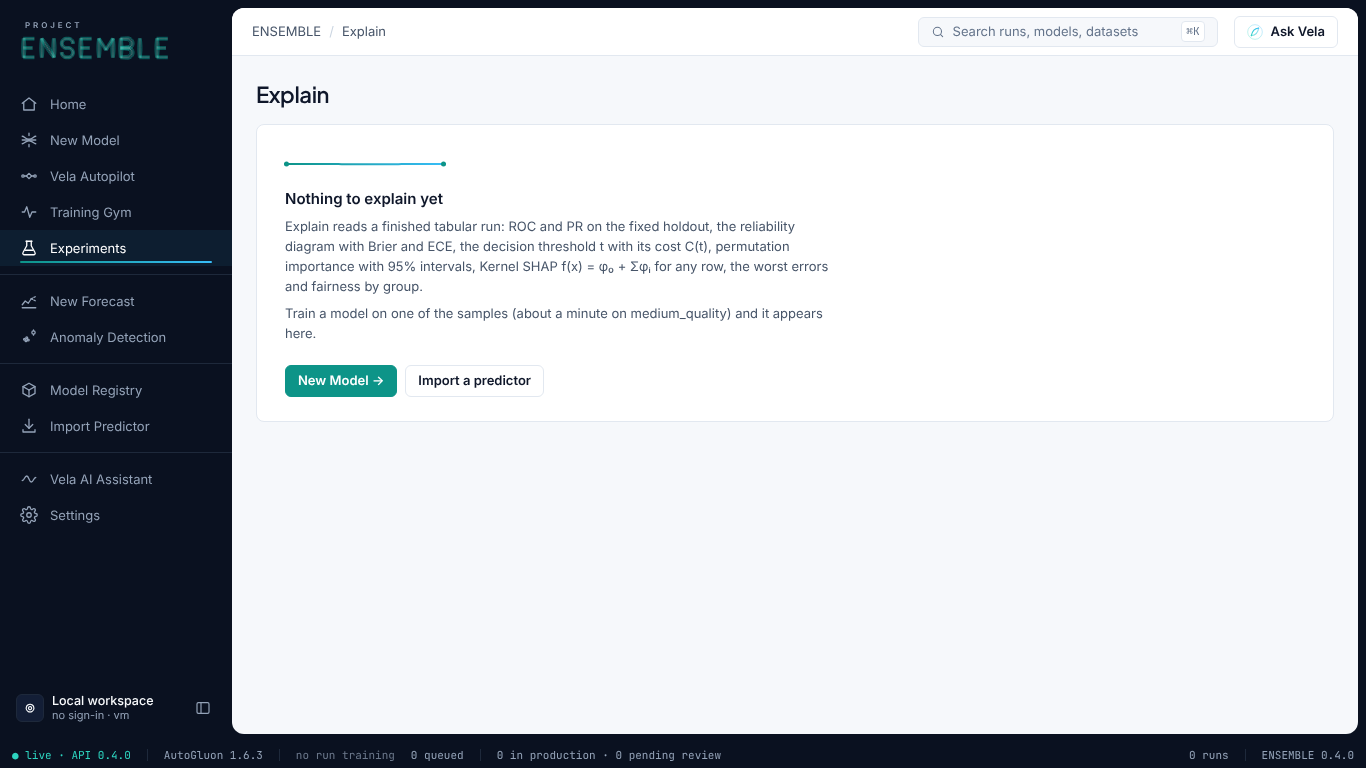 PROJECT
ENSEMBLE
Home
New Model
Vela Autopilot
Training Gym
Experiments
New Forecast
Anomaly Detection
Model Registry
Import Predictor
Vela AI Assistant
Settings
Local workspace
no sign-in · vm
ENSEMBLE / Explain
Search runs, models, datasets ⌘K
Ask Vela
Explain
Nothing to explain yet
Explain reads a finished tabular run: ROC and PR on the fixed holdout, the reliability
diagram with Brier and ECE, the decision threshold t with its cost C(t), permutation
importance with 95% intervals, Kernel SHAP f(x) = φ₀ + Σφᵢ for any row, the worst errors
and fairness by group.
Train a model on one of the samples (about a minute on medium_quality) and it appears
here.
New Model →
Import a predictor
live · API 0.4.0 AutoGluon 1.6.3 no run training 0 queued 0 in production · 0 pending review 0 runs ENSEMBLE 0.4.0